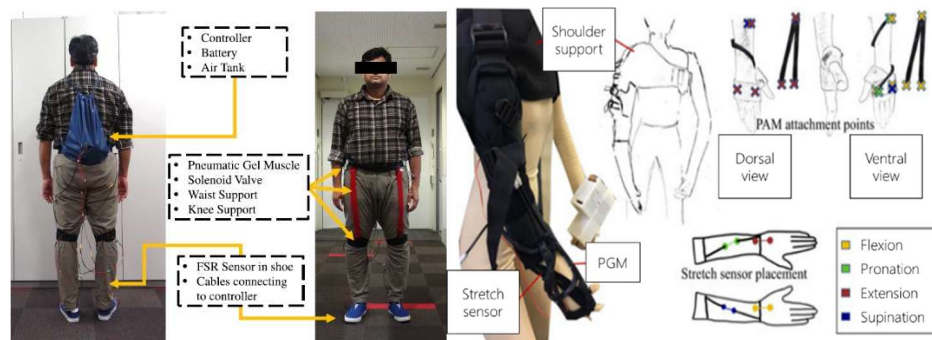 Controller
Battery
Air Tank
Pneumatic Gel Muscle
Solenoid Valve
Waist Support
Knee Support
FSR Sensor in shoe
Cables connecting
to controller
Shoulder
support
Stretch
sensor
PGM
PAM attachment points
Dorsal
view
Ventral
view
Stretch sensor placement
Flexion
Pronation
Extension
Supination